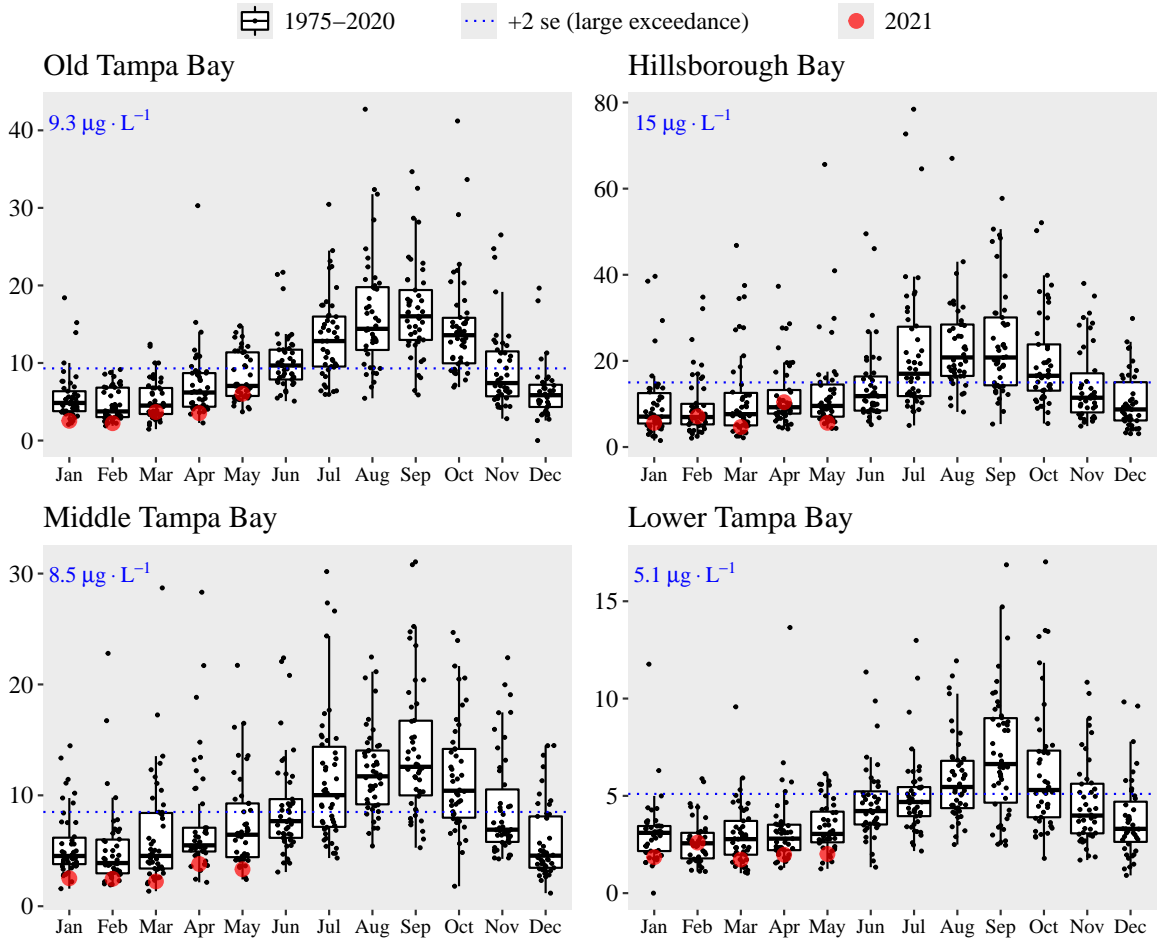 1975−2020 +2 se (large exceedance) 2021
Old Tampa Bay
9.3 μg · L⁻¹
40
30
20
10
0
Jan Feb Mar Apr May Jun Jul Aug Sep Oct Nov Dec
Hillsborough Bay
15 μg · L⁻¹
80
60
40
20
0
Jan Feb Mar Apr May Jun Jul Aug Sep Oct Nov Dec
Middle Tampa Bay
8.5 μg · L⁻¹
30
20
10
0
Jan Feb Mar Apr May Jun Jul Aug Sep Oct Nov Dec
Lower Tampa Bay
5.1 μg · L⁻¹
15
10
5
0
Jan Feb Mar Apr May Jun Jul Aug Sep Oct Nov Dec